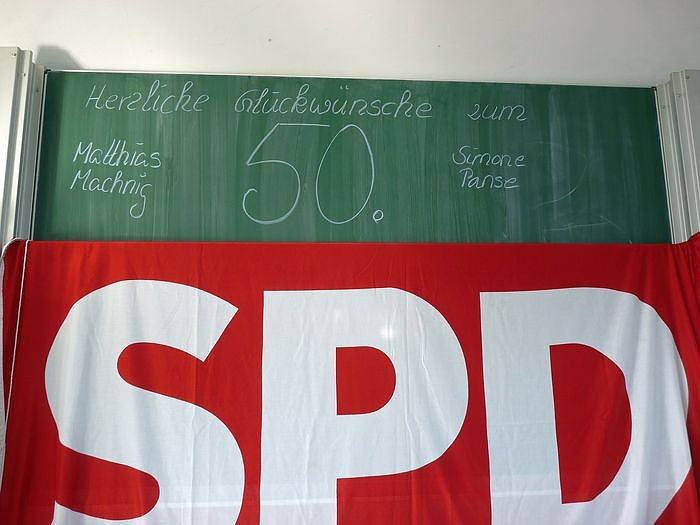 Herzliche Glückwünsche zum
50.
Matthias
Machnig
Simone
Panse
SPD